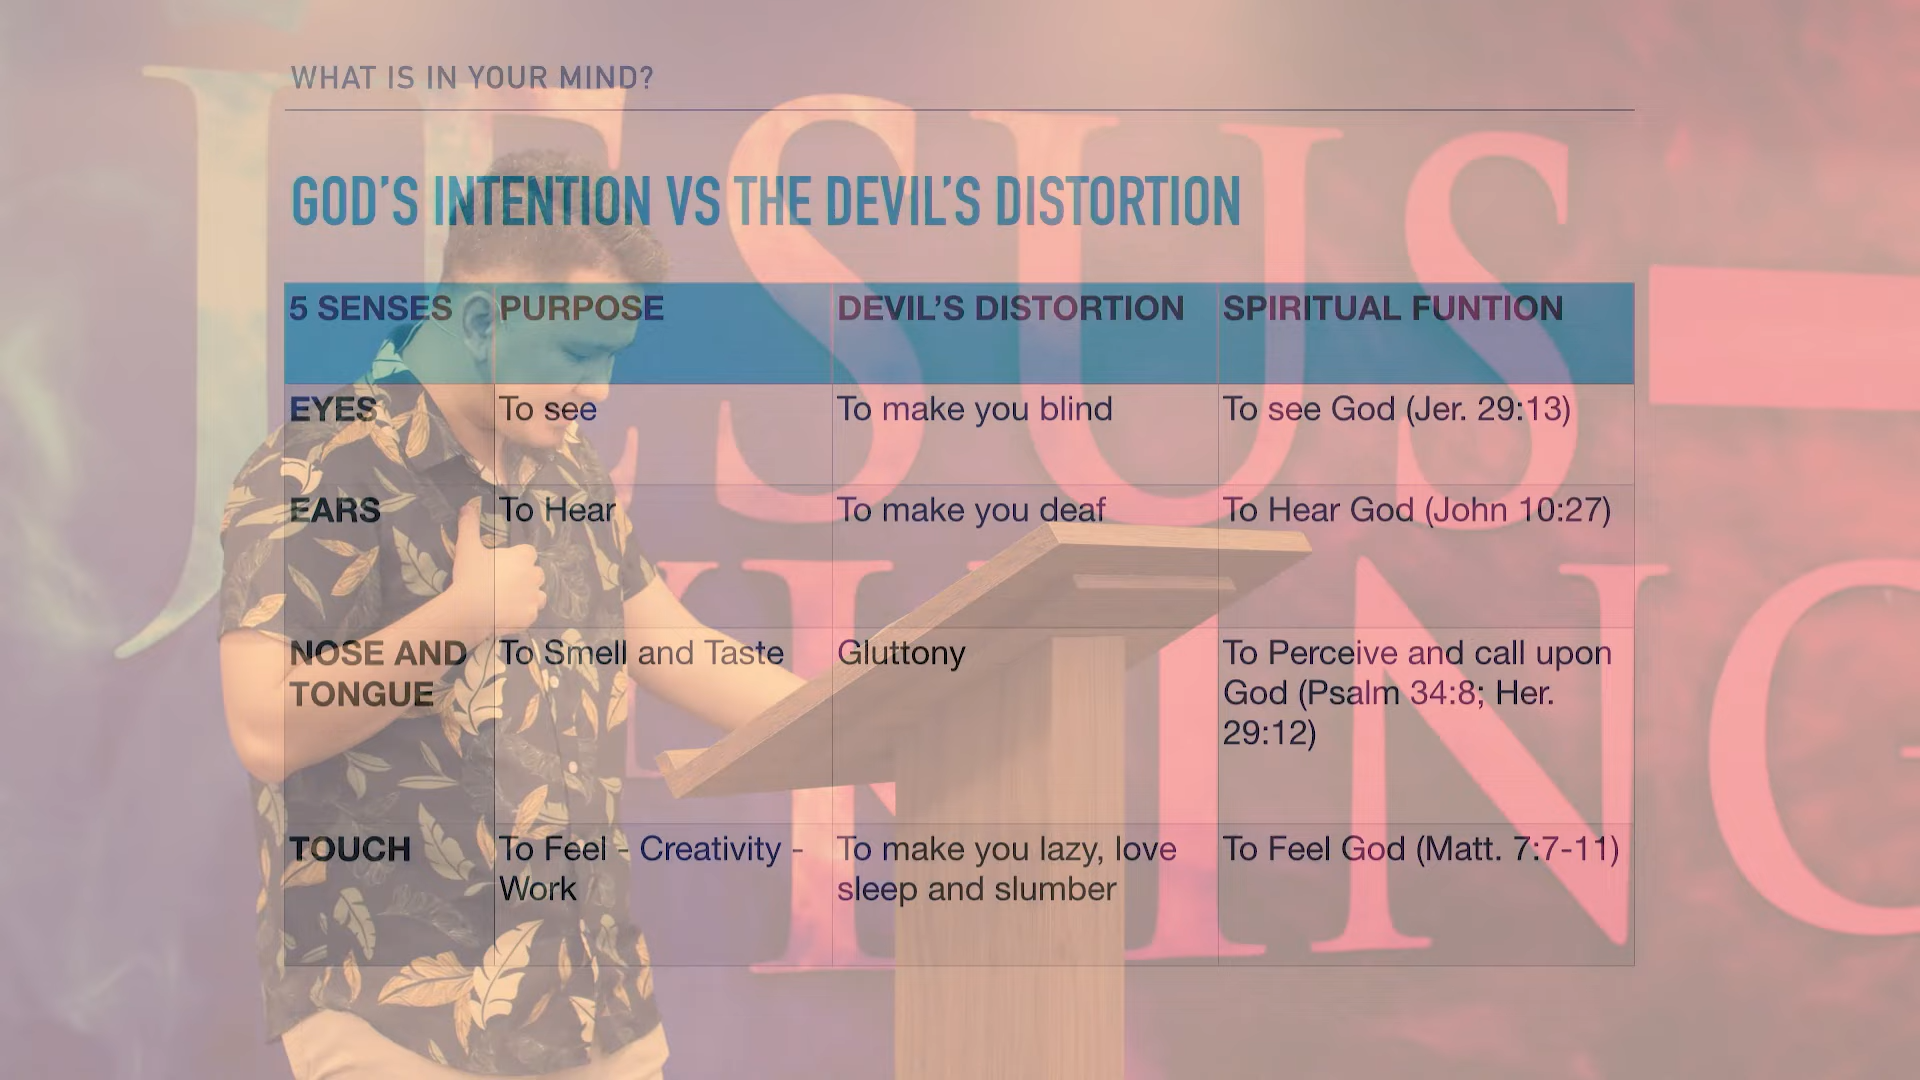 WHAT IS IN YOUR MIND?
GOD'S INTENTION VS THE DEVIL'S DISTORTION
5 SENSES PURPOSE DEVIL'S DISTORTION SPIRITUAL FUNTION
EYES To see To make you blind To see God (Jer. 29:13)
EARS To Hear To make you deaf To Hear God (John 10:27)
NOSE AND TONGUE To Smell and Taste Gluttony To Perceive and call upon
God (Psalm 34:8; Her.
29:12)
TOUCH To Feel - Creativity - To make you lazy, love To Feel God (Matt. 7:7-11)
Work sleep and slumber
JESUS